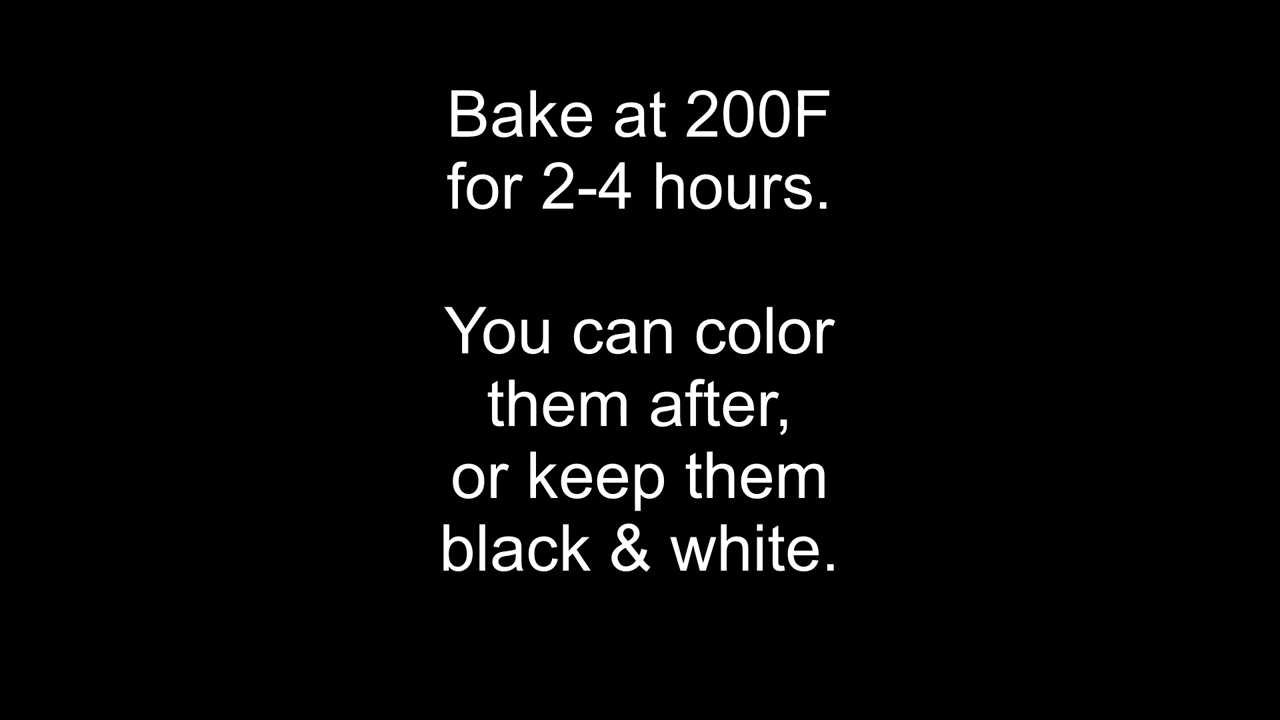 Bake at 200F
for 2-4 hours.
You can color
them after,
or keep them
black & white.